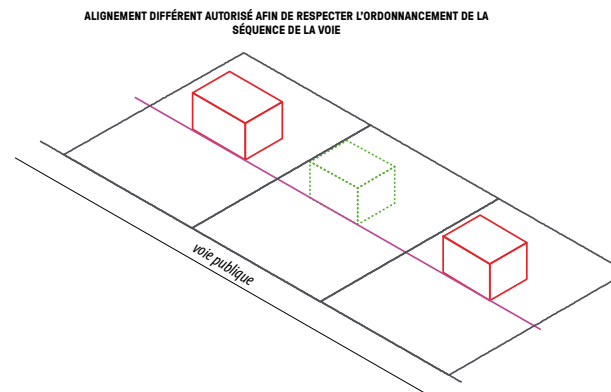 ALIGNEMENT DIFFÉRENT AUTORISÉ AFIN DE RESPECTER L'ORDONNANCEMENT DE LA
SÉQUENCE DE LA VOIE
voie publique